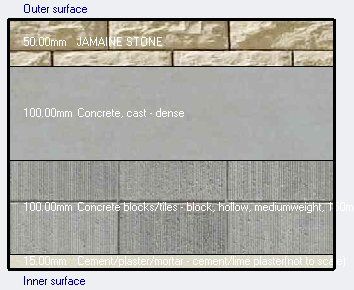 Outer surface
50.00mm JAMAINE STONE
100.00mm Concrete, cast - dense
100.00mm Concrete blocks/tiles - block, hollow, mediumweight, 150m
15.00mm Cement/plaster/mortar - cement/lime plaster(not to scale)
Inner surface